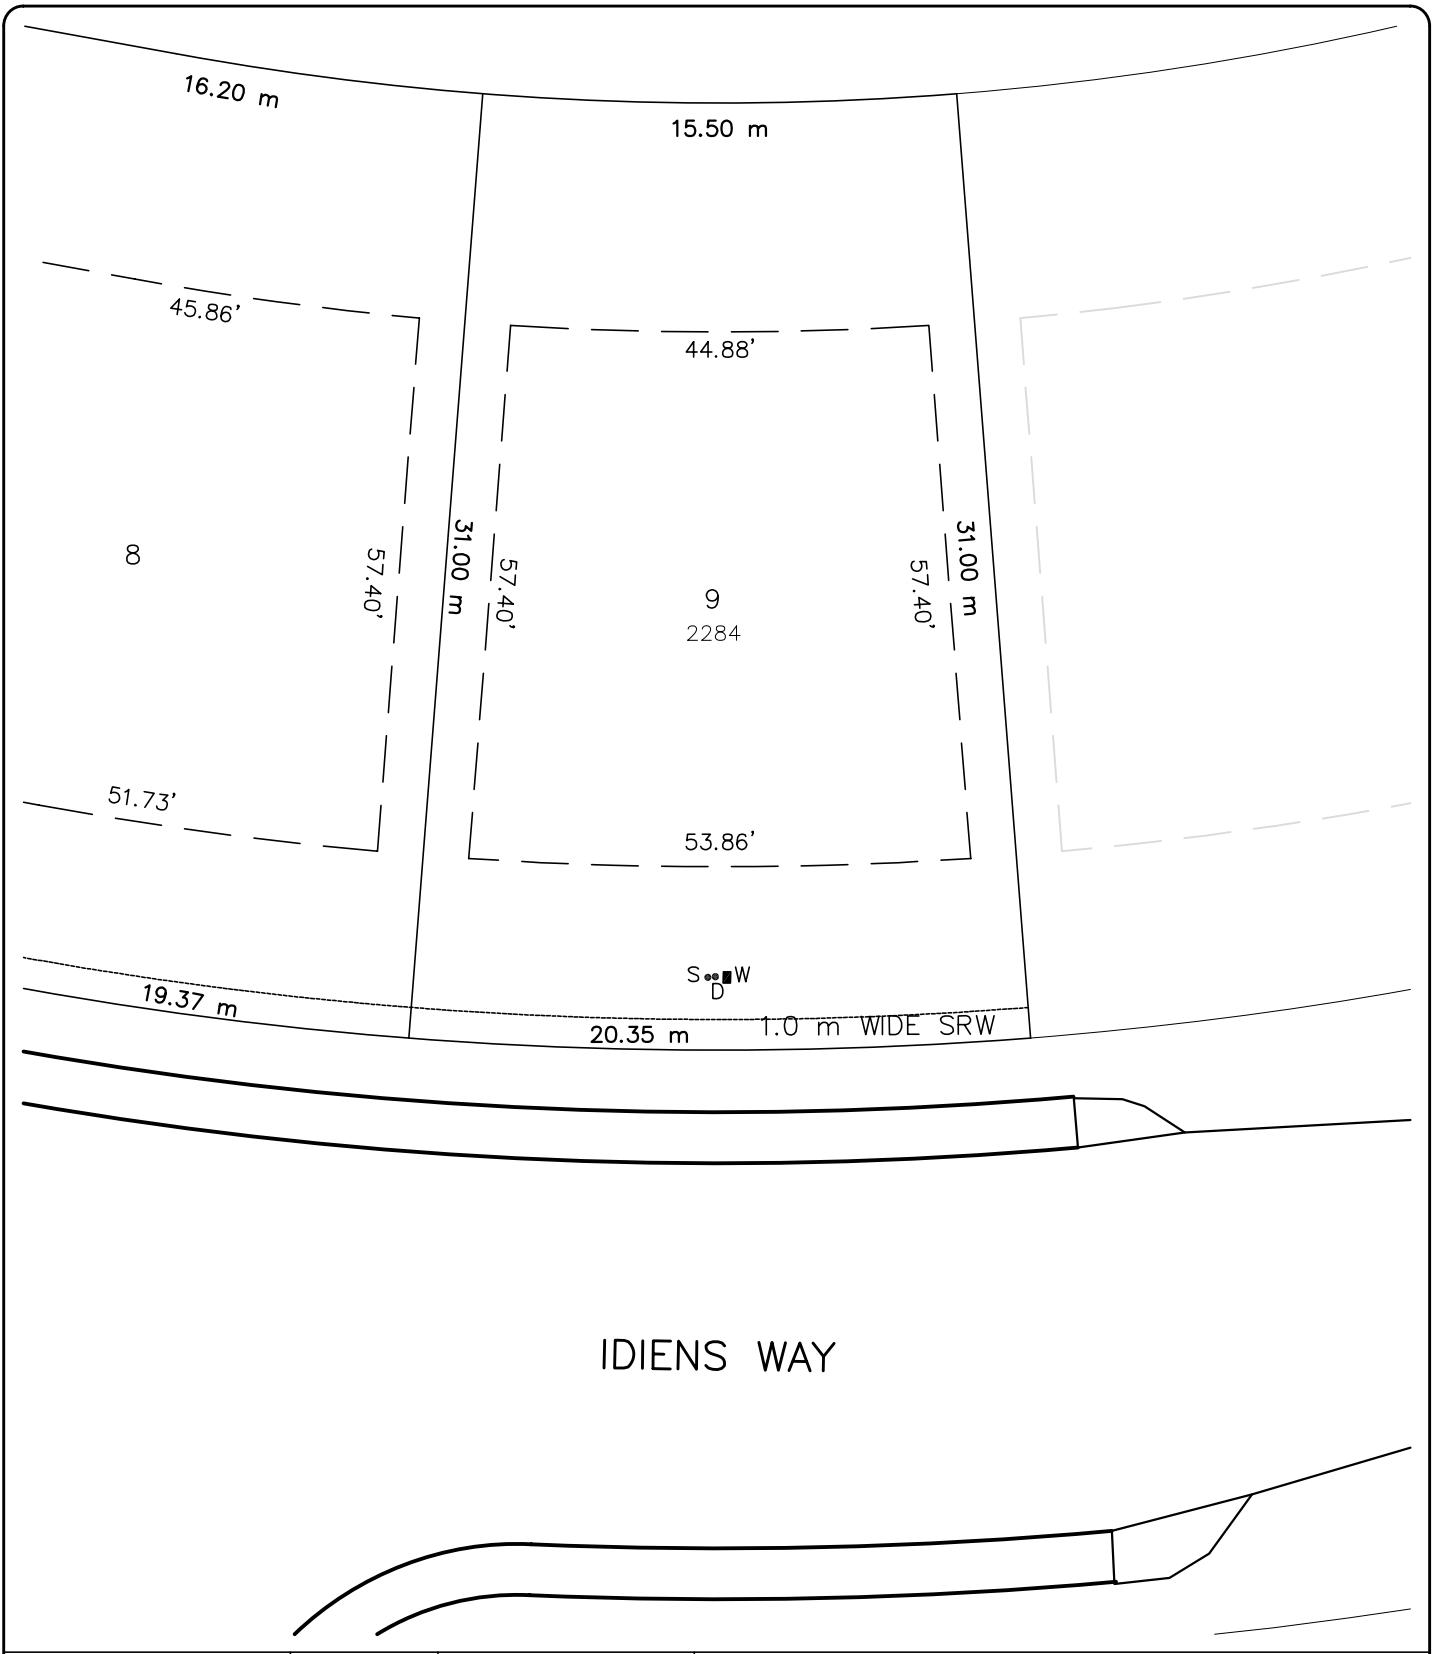 16.20 m
15.50 m
45.86'
44.88'
8
57.40'
31.00 m
57.40'
9
2284
57.40'
31.00 m
51.73'
53.86'
S W
D
19.37 m
20.35 m
1.0 m WIDE SRW
IDIENS WAY